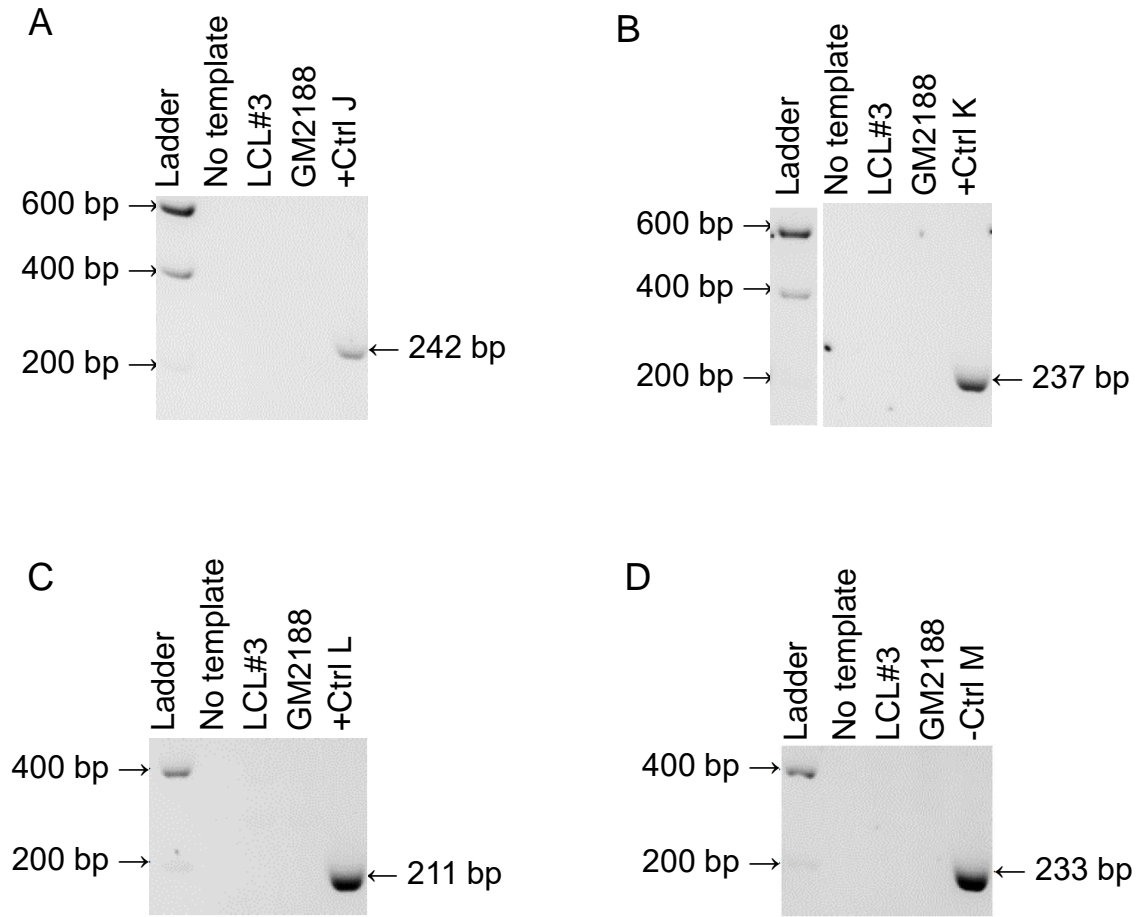 A
Ladder
No template
LCL#3
GM2188
+Ctrl J
600 bp →
400 bp →
200 bp →
← 242 bp
B
Ladder
No template
LCL#3
GM2188
+Ctrl K
600 bp →
400 bp →
200 bp →
← 237 bp
C
Ladder
No template
LCL#3
GM2188
+Ctrl L
400 bp →
200 bp →
← 211 bp
D
Ladder
No template
LCL#3
GM2188
-Ctrl M
400 bp →
200 bp →
← 233 bp